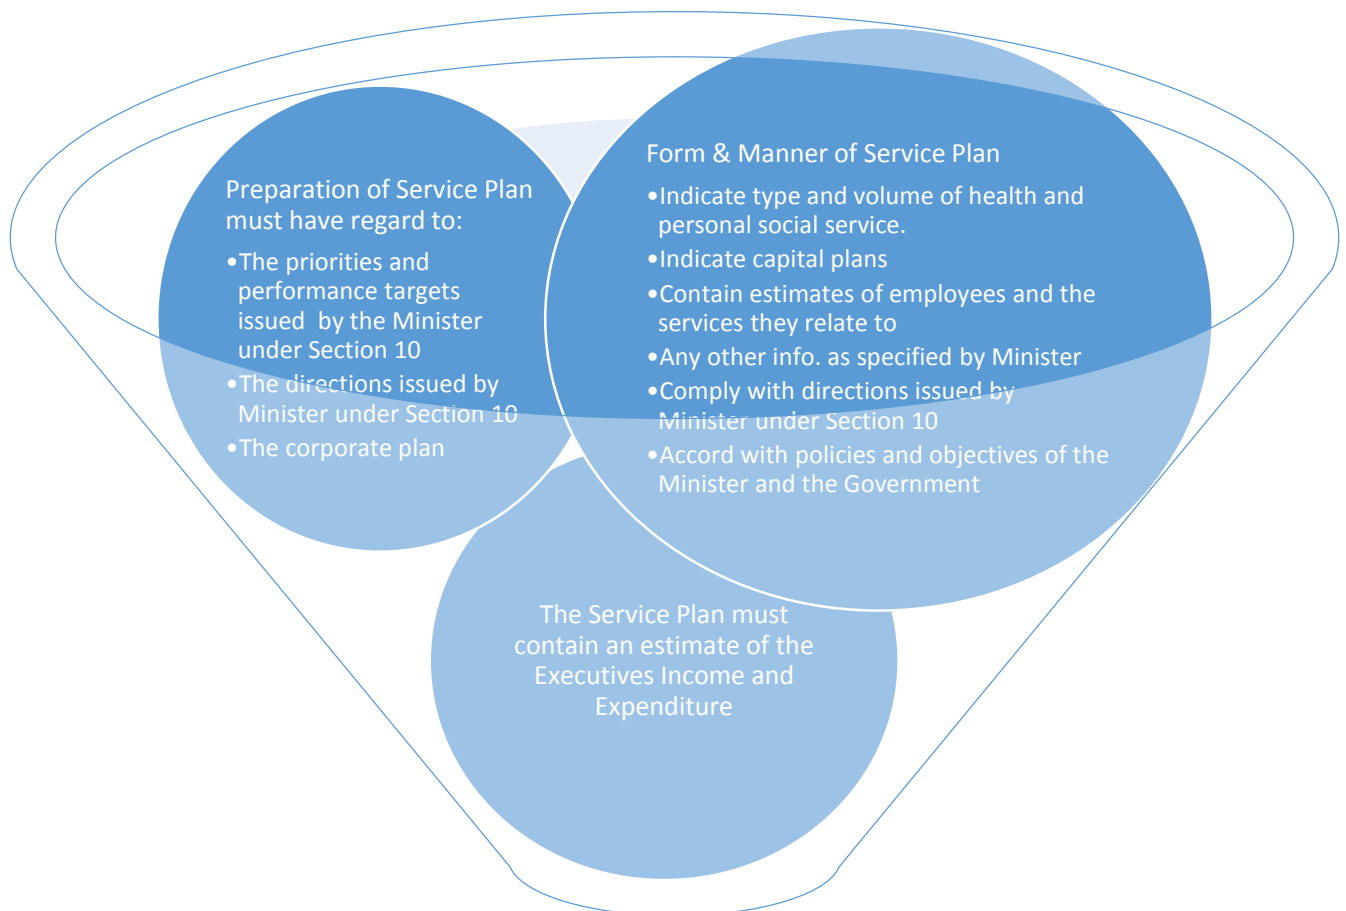 Preparation of Service Plan
must have regard to:
•The priorities and
performance targets
issued  by the Minister
under Section 10
•The directions issued by
Minister under Section 10
•The corporate plan
Form & Manner of Service Plan
•Indicate type and volume of health and
personal social service.
•Indicate capital plans
•Contain estimates of employees and the
services they relate to
•Any other info. as specified by Minister
•Comply with directions issued by
Minister under Section 10
•Accord with policies and objectives of the
Minister and the Government
The Service Plan must
contain an estimate of the
Executives Income and
Expenditure